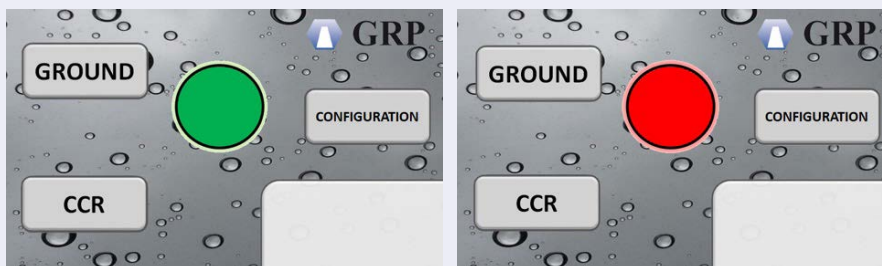 GRP
GROUND
CONFIGURATION
CCR
GRP
GROUND
CONFIGURATION
CCR